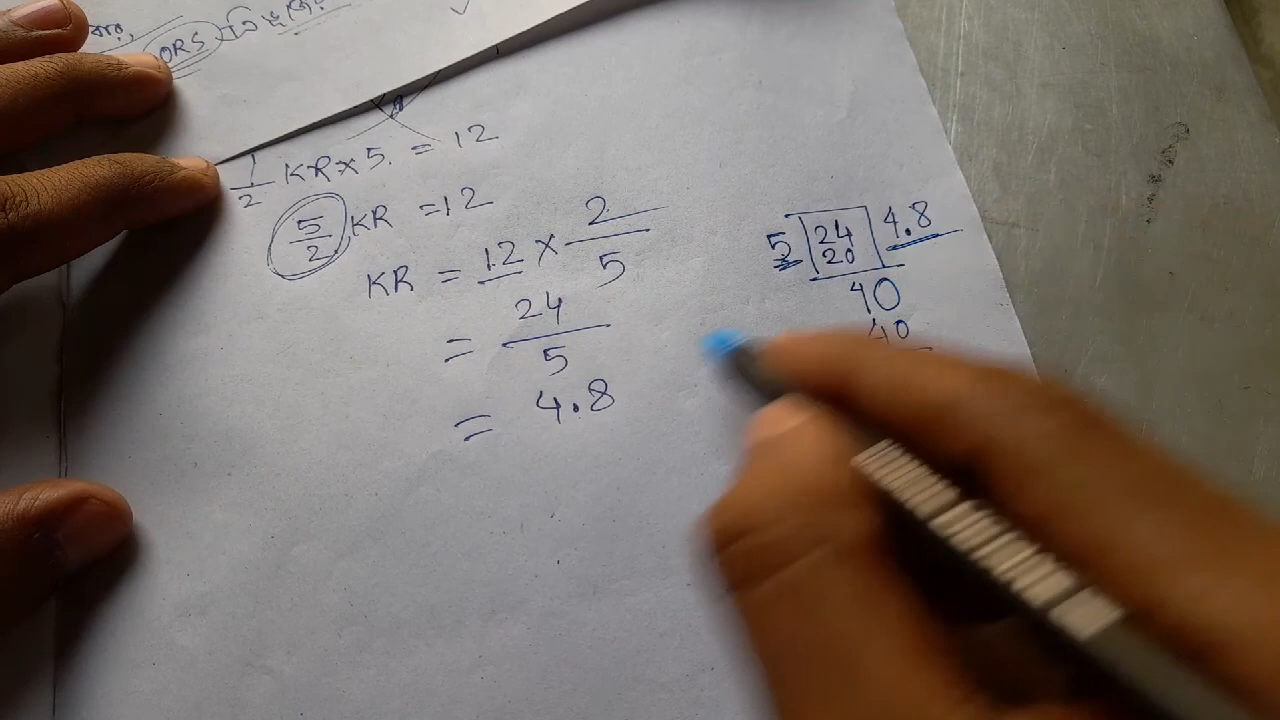 ORS
1/2 KR × 5. = 12
5/2 KR = 12
KR = 12 × 2/5
= 24/5
= 4.8
5 | 24 | 4.8
20
40
40